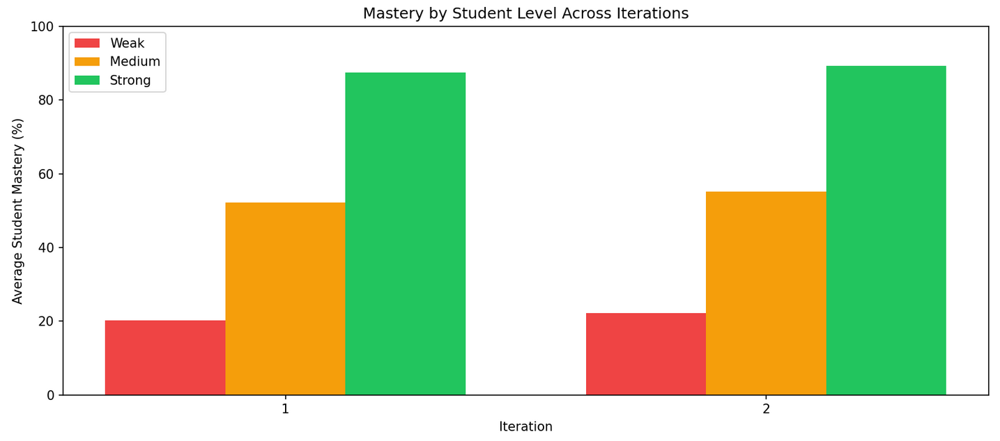 Mastery by Student Level Across Iterations
Weak
Medium
Strong
Average Student Mastery (%)
100
80
60
40
20
0
1
2
Iteration